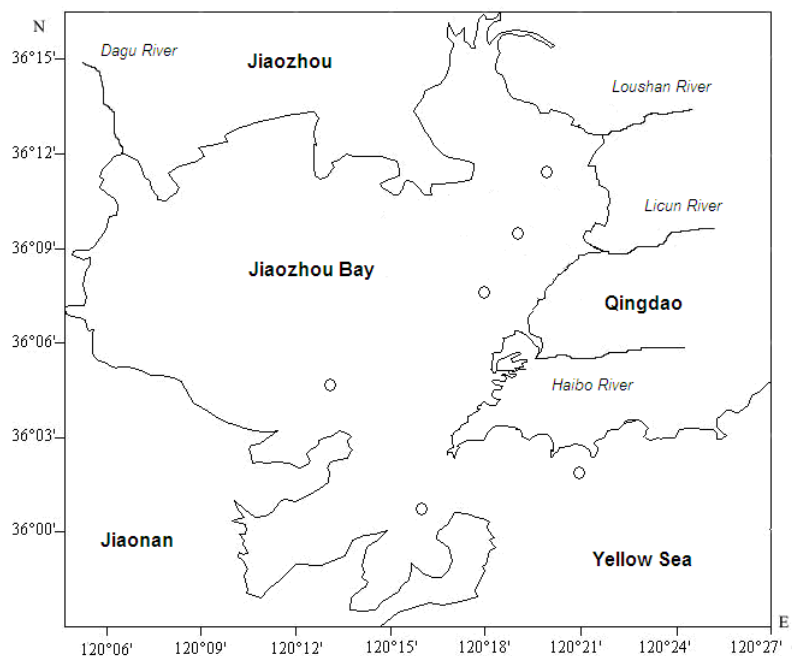 N
Dagu River
36°15'
Jiaozhou
Loushan River
36°12'
Licun River
36°09'
Jiaozhou Bay
Qingdao
36°06'
Haibo River
36°03'
36°00'
Jiaonan
Yellow Sea
E
120°06' 120°09' 120°12' 120°15' 120°18' 120°21' 120°24' 120°27'